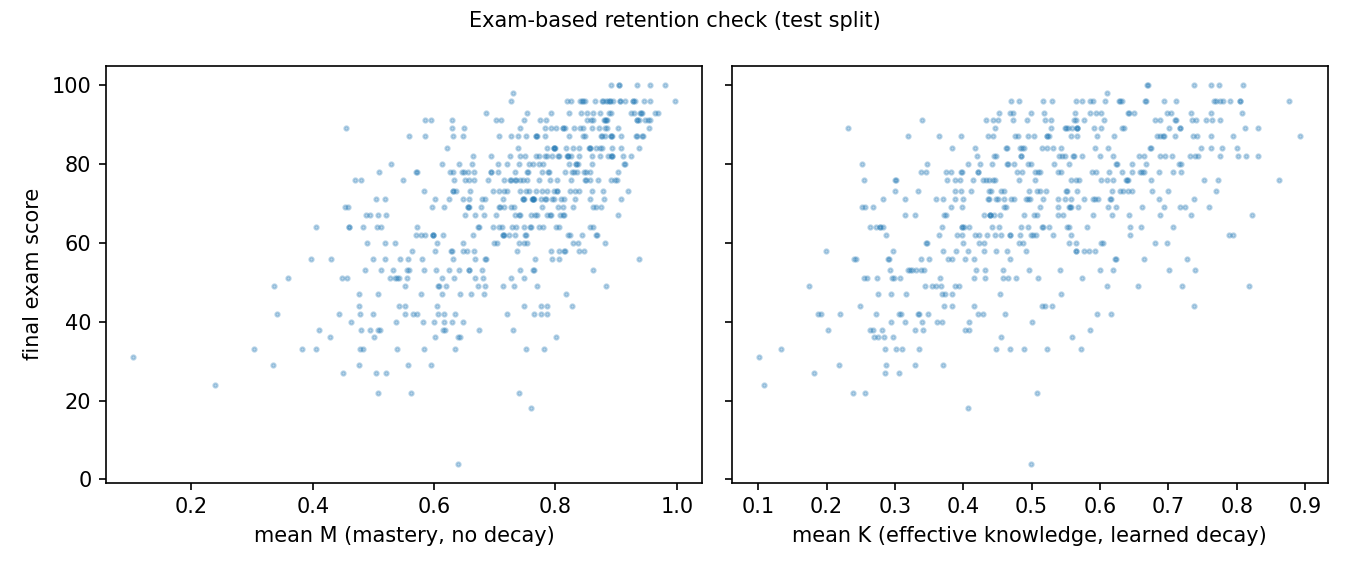 Exam-based retention check (test split)
final exam score
100
80
60
40
20
0
0.2 0.4 0.6 0.8 1.0
mean M (mastery, no decay)
0.1 0.2 0.3 0.4 0.5 0.6 0.7 0.8 0.9
mean K (effective knowledge, learned decay)